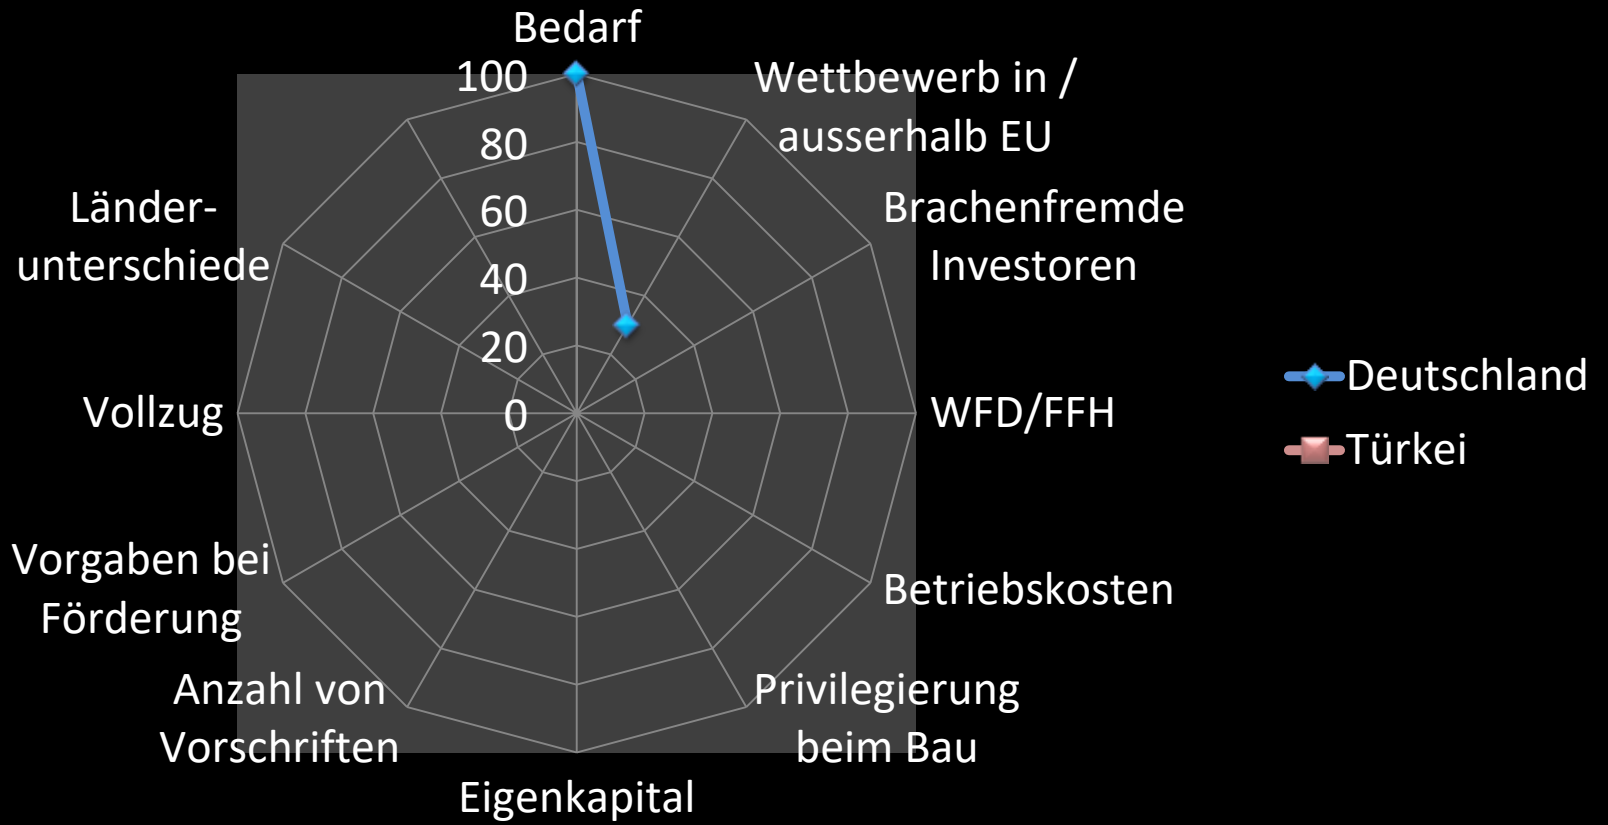 Bedarf
100
80
60
40
20
0
Wettbewerb in /
ausserhalb EU
Brachenfremde
Investoren
WFD/FFH
Betriebskosten
Privilegierung
beim Bau
Eigenkapital
Anzahl von
Vorschriften
Vorgaben bei
Förderung
Vollzug
Länder-
unterschiede
Deutschland
Türkei